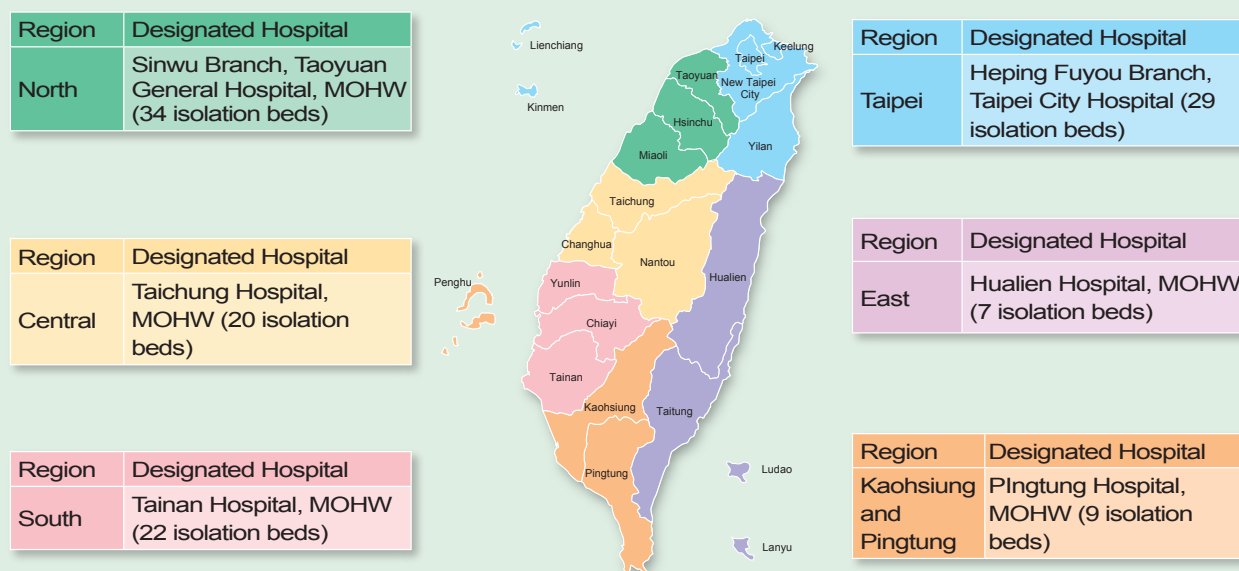 Region Designated Hospital
North Sinwu Branch, Taoyuan
General Hospital, MOHW
(34 isolation beds)
Region Designated Hospital
Central Taichung Hospital,
MOHW (20 isolation
beds)
Region Designated Hospital
South Tainan Hospital, MOHW
(22 isolation beds)
Lienchiang
Kinmen
Penghu
Keelung
Taipei
Taoyuan
New Taipei
City
Hsinchu
Yilan
Miaoli
Taichung
Changhua
Nantou
Hualien
Yunlin
Chiayi
Tainan
Kaohsiung
Taitung
Pingtung
Ludao
Lanyu
Region Designated Hospital
Taipei Heping Fuyou Branch,
Taipei City Hospital (29
isolation beds)
Region Designated Hospital
East Hualien Hospital, MOHW
(7 isolation beds)
Region Designated Hospital
Kaohsiung
and
Pingtung
PIngtung Hospital,
MOHW (9 isolation
beds)